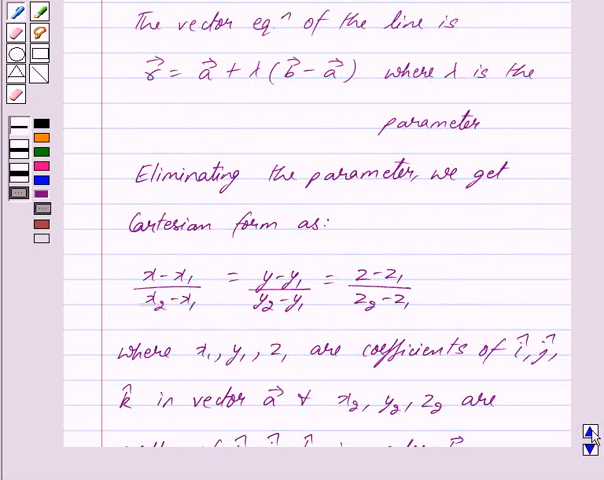 The vector eqⁿ of the line is
r⃗ = a⃗ + λ (b⃗ - a⃗) where λ is the
parameter
Eliminating the parameter, we get
Cartesian form as:
x-x₁/x₂-x₁ = y-y₁/y₂-y₁ = z-z₁/z₂-z₁
where x₁, y₁, z₁ are coefficients of î, ĵ,
k̂ in vector a⃗ & x₂, y₂, z₂ are